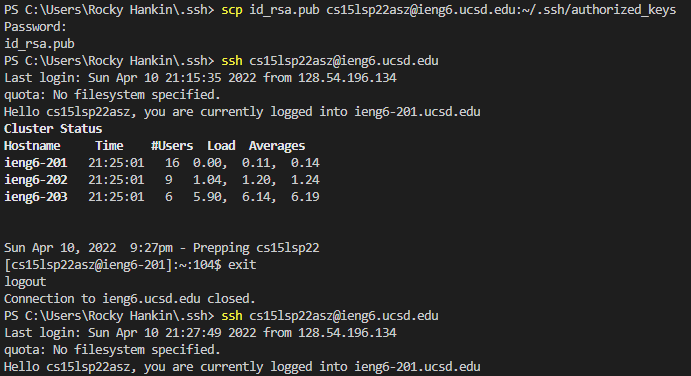 PS C:\Users\Rocky Hankin\.ssh> scp id_rsa.pub cs15lsp22asz@ieng6.ucsd.edu:~/.ssh/authorized_keys
Password:
id_rsa.pub
PS C:\Users\Rocky Hankin\.ssh> ssh cs15lsp22asz@ieng6.ucsd.edu
Last login: Sun Apr 10 21:15:35 2022 from 128.54.196.134
quota: No filesystem specified.
Hello cs15lsp22asz, you are currently logged into ieng6-201.ucsd.edu
Cluster Status
Hostname     Time    #Users  Load  Averages
ieng6-201   21:25:01   16  0.00,  0.11,  0.14
ieng6-202   21:25:01   9   1.04,  1.20,  1.24
ieng6-203   21:25:01   6   5.90,  6.14,  6.19
Sun Apr 10, 2022  9:27pm - Prepping cs15lsp22
[cs15lsp22asz@ieng6-201]:~:104$ exit
logout
Connection to ieng6.ucsd.edu closed.
PS C:\Users\Rocky Hankin\.ssh> ssh cs15lsp22asz@ieng6.ucsd.edu
Last login: Sun Apr 10 21:27:49 2022 from 128.54.196.134
quota: No filesystem specified.
Hello cs15lsp22asz, you are currently logged into ieng6-201.ucsd.edu